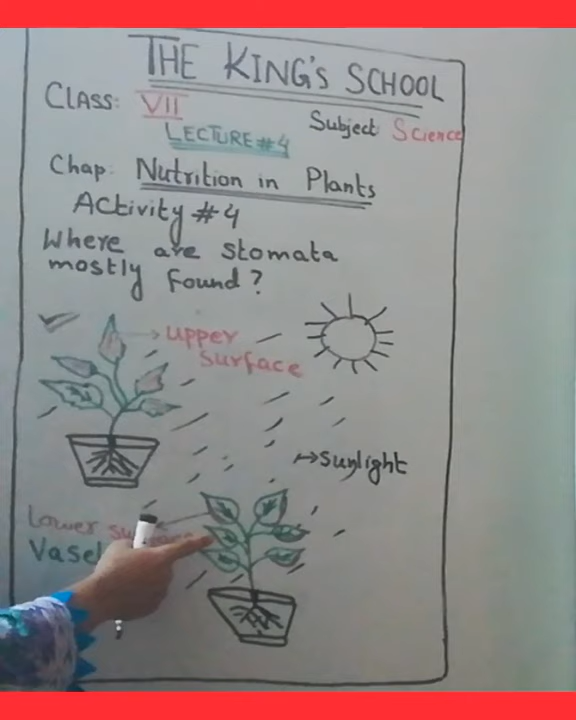 THE KING'S SCHOOL
CLASS: VII
Subject Science
LECTURE #4
Chap: Nutrition in Plants
Activity #4
Where are stomata
mostly found?
upper
surface
Sunlight
Lower